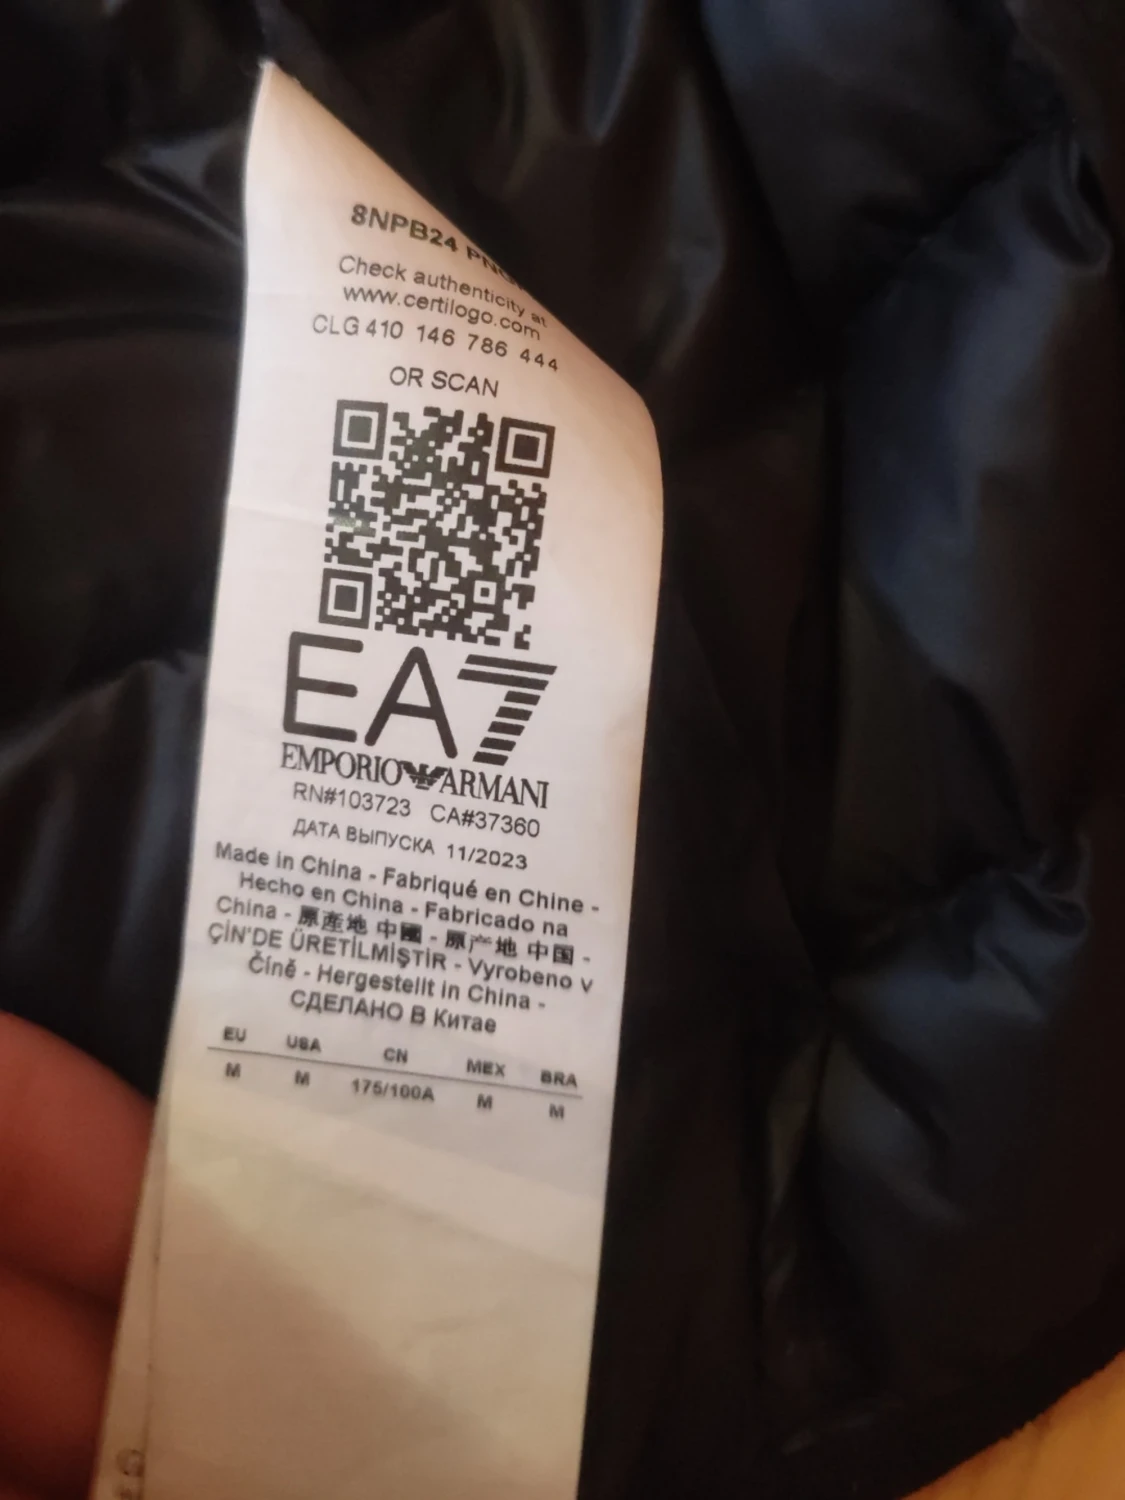 8NPB24
Check authenticity at
www.certilogo.com
CLG 410 146 786 444
OR SCAN
EA7
EMPORIO ARMANI
RN#103723 CA#37360
ДАТА ВЫПУСКА 11/2023
Made in China - Fabriqué en Chine -
Hecho en China - Fabricado na
China - 原産地 中國 - 原产地 中国 -
ÇİN'DE ÜRETİLMİŞTİR - Vyrobeno v
Číně - Hergestellt in China -
СДЕЛАНО В Китае
EU USA CN MEX BRA
M M 175/100A M M